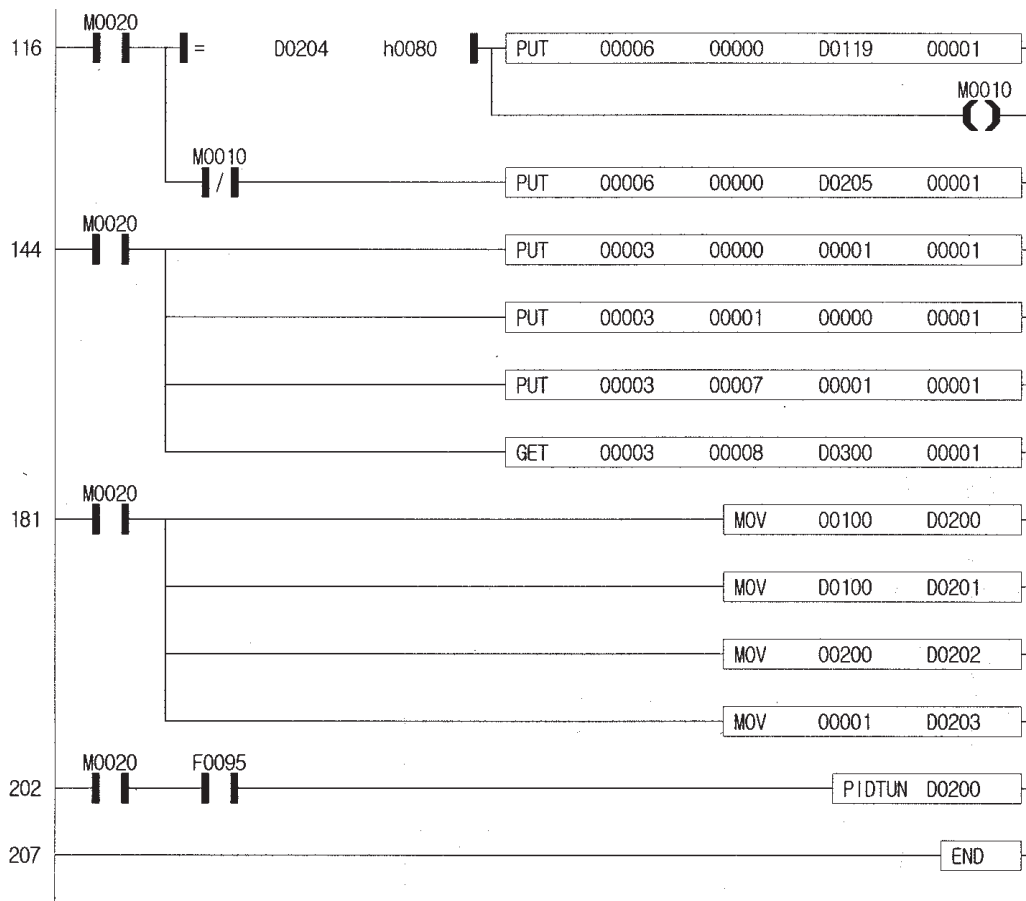 M0020
116 = D0204 h0080 PUT 00006 00000 D0119 00001
M0010
( )
M0010
/ PUT 00006 00000 D0205 00001
M0020
144 PUT 00003 00000 00001 00001
PUT 00003 00001 00000 00001
PUT 00003 00007 00001 00001
GET 00003 00008 D0300 00001
M0020
181 MOV 00100 D0200
MOV D0100 D0201
MOV 00200 D0202
MOV 00001 D0203
M0020 F0095
202 PIDTUN D0200
207 END